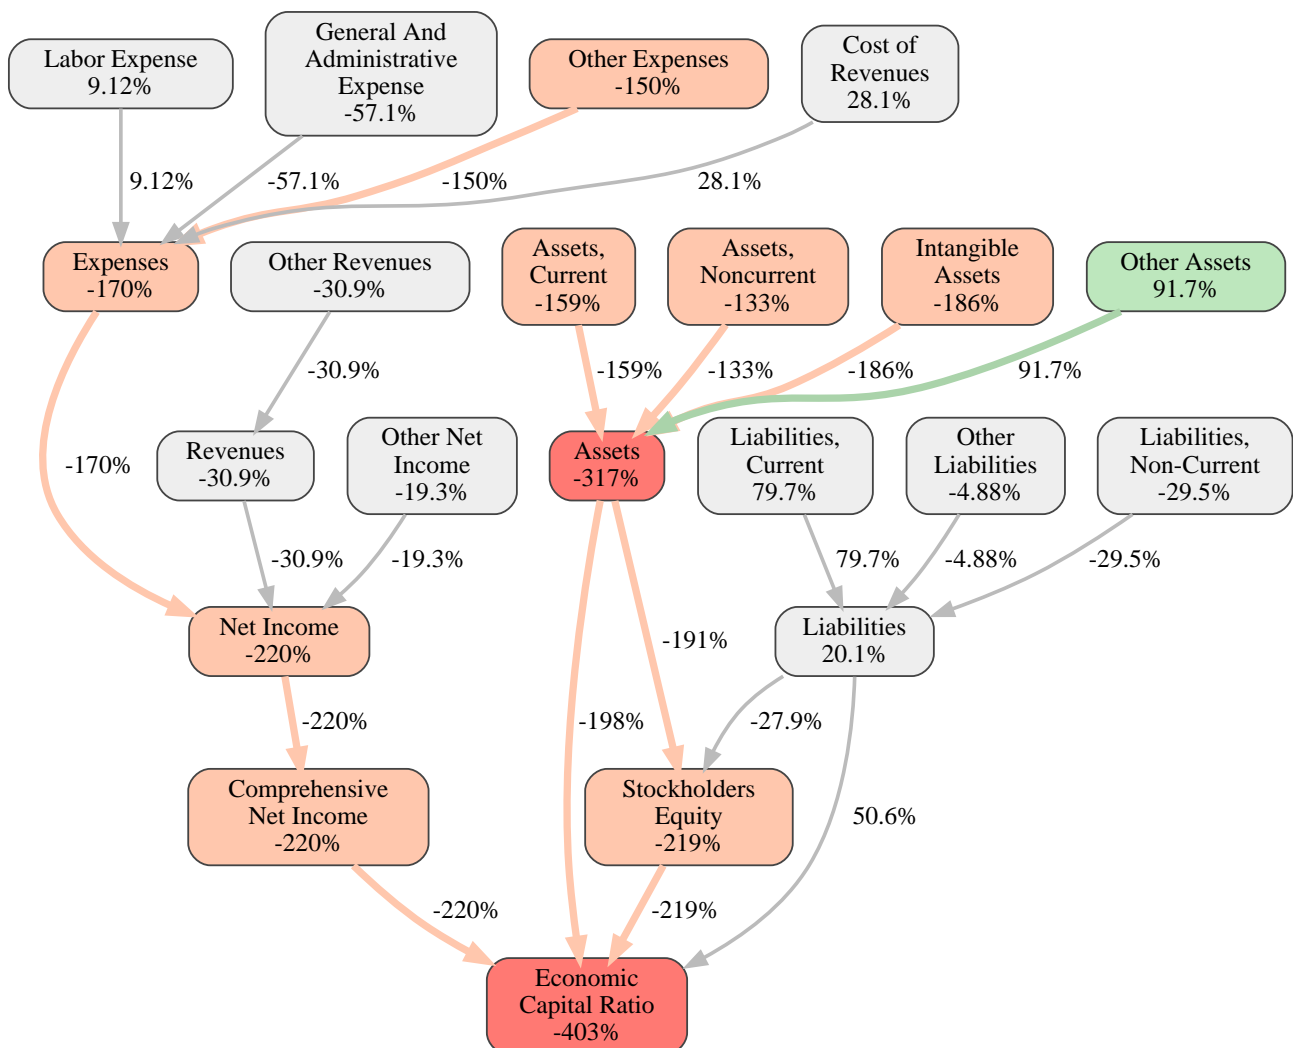 Labor Expense
9.12%
General And
Administrative
Expense
-57.1%
Other Expenses
-150%
Cost of
Revenues
28.1%
9.12%
-57.1%
-150%
28.1%
Expenses
-170%
Other Revenues
-30.9%
Assets,
Current
-159%
Assets,
Noncurrent
-133%
Intangible
Assets
-186%
Other Assets
91.7%
-30.9%
-159%
-133%
-186%
91.7%
-170%
Revenues
-30.9%
Other Net
Income
-19.3%
Assets
-317%
Liabilities,
Current
79.7%
Other
Liabilities
-4.88%
Liabilities,
Non-Current
-29.5%
-30.9%
-19.3%
79.7%
-4.88%
-29.5%
Net Income
-220%
-191%
Liabilities
20.1%
-220%
-198%
-27.9%
Comprehensive
Net Income
-220%
Stockholders
Equity
-219%
50.6%
-220%
-219%
Economic
Capital Ratio
-403%